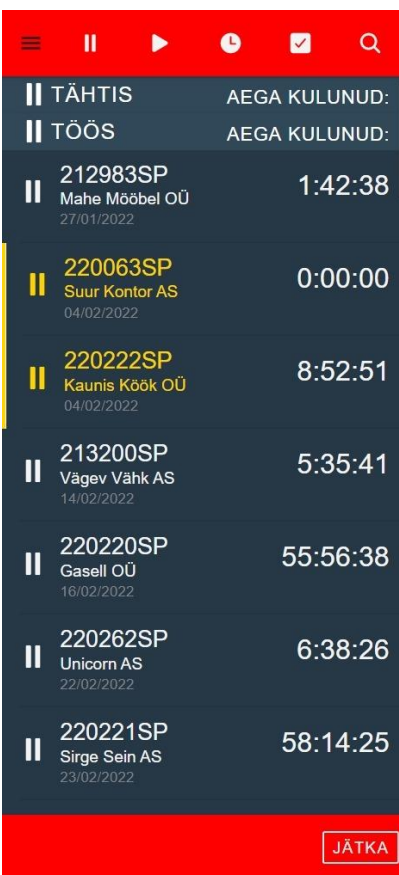 TÄHTIS AEGA KULUNUD:
TÖÖS AEGA KULUNUD:
212983SP 1:42:38
Mahe Mööbel OÜ
27/01/2022
220063SP 0:00:00
Suur Kontor AS
04/02/2022
220222SP 8:52:51
Kaunis Köök OÜ
04/02/2022
213200SP 5:35:41
Vägev Vähk AS
14/02/2022
220220SP 55:56:38
Gasell OÜ
16/02/2022
220262SP 6:38:26
Unicorn AS
22/02/2022
220221SP 58:14:25
Sirge Sein AS
23/02/2022
JÄTKA